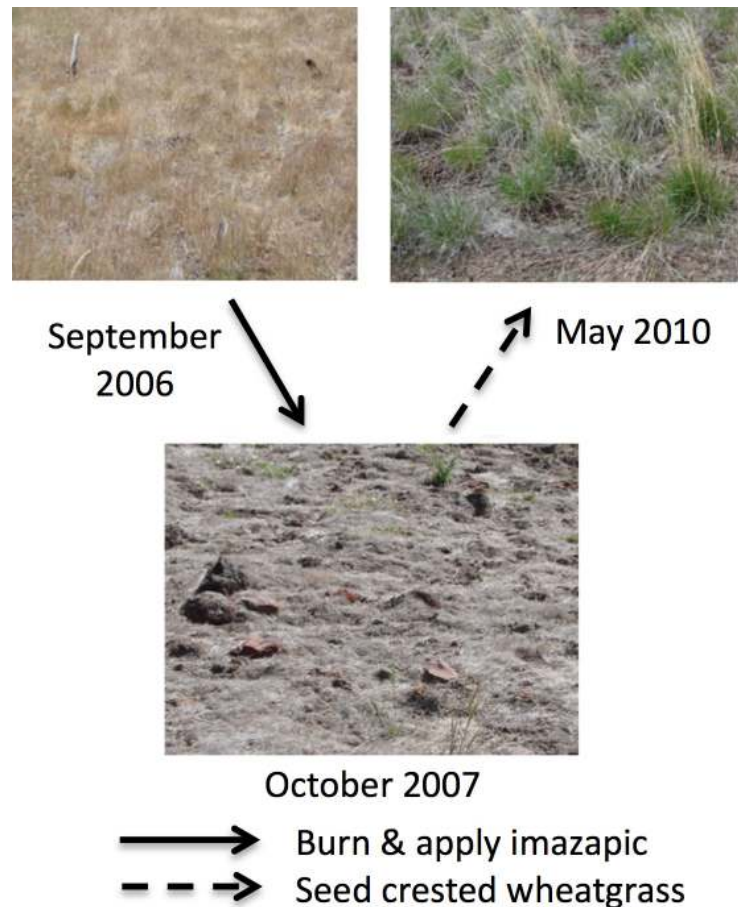 September
2006
May 2010
October 2007
Burn & apply imazapic
Seed crested wheatgrass